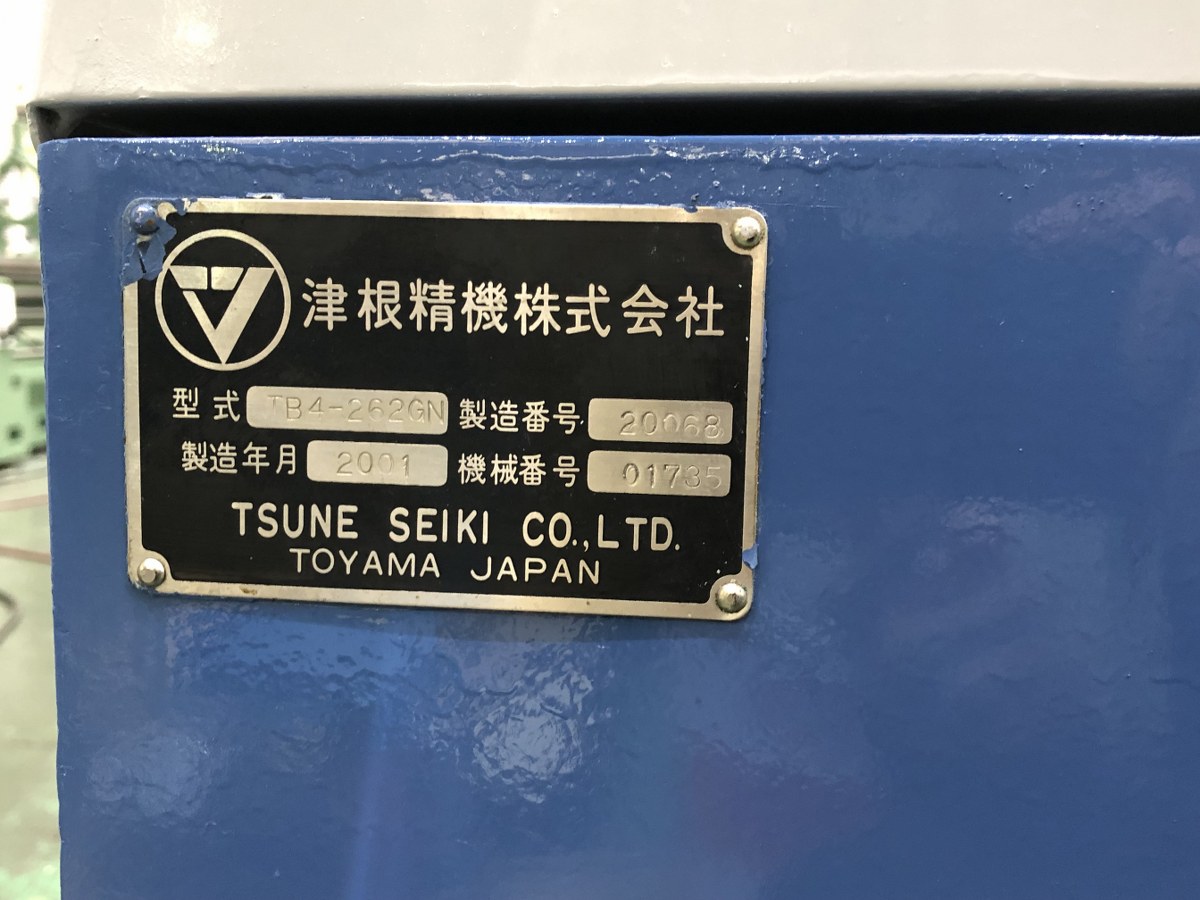 津根精機株式会社
型式 TB4-262GN 製造番号 20068
製造年月 2001 機械番号 01735
TSUNE SEIKI CO.,LTD.
TOYAMA JAPAN